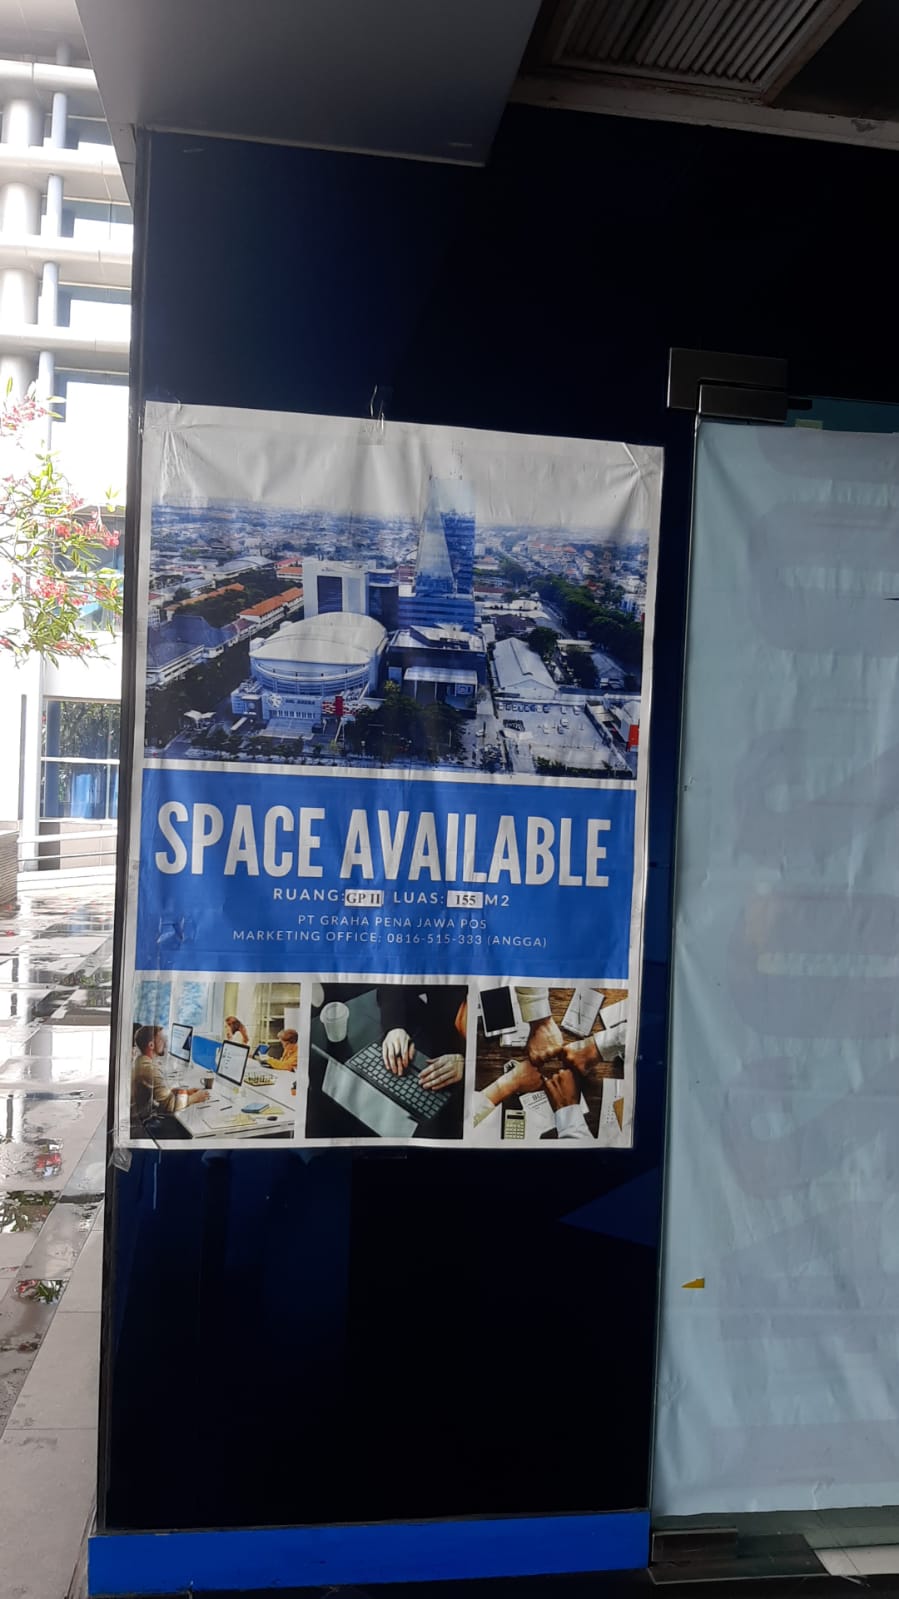 SPACE AVAILABLE
RUANG: GP II, LUAS: 155 M2
PT GRAHA PENA JAWA POS
MARKETING OFFICE: 0816-515-333 (ANGGA)